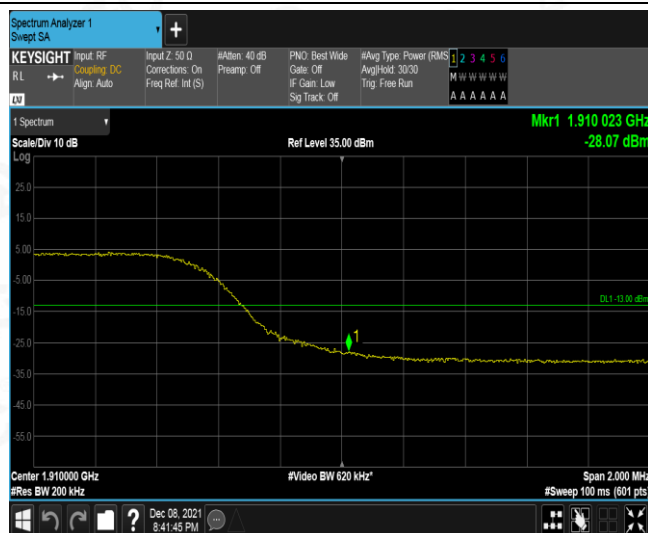 Spectrum Analyzer 1
Swept SA
+
KEYSIGHT
RL
Input: RF
Coupling: DC
Align: Auto
Input Z: 50 Ω
Corrections: On
Freq Ref: Int (S)
#Atten: 40 dB
Preamp: Off
PNO: Best Wide
Gate: Off
IF Gain: Low
Sig Track: Off
#Avg Type: Power (RMS
Avg|Hold: 30/30
Trig: Free Run
1 2 3 4 5 6
M W W W W W
A A A A A A
LXI
1 Spectrum
Mkr1 1.910 023 GHz
Scale/Div 10 dB
Ref Level 35.00 dBm
-28.07 dBm
Log
25.0
15.0
5.00
-5.00
DL1 -13.00 dBm
-15.0
1
-25.0
-35.0
-45.0
-55.0
Center 1.910000 GHz
#Video BW 620 kHz*
Span 2.000 MHz
#Res BW 200 kHz
#Sweep 100 ms (601 pts)
?
Dec 08, 2021
8:41:45 PM